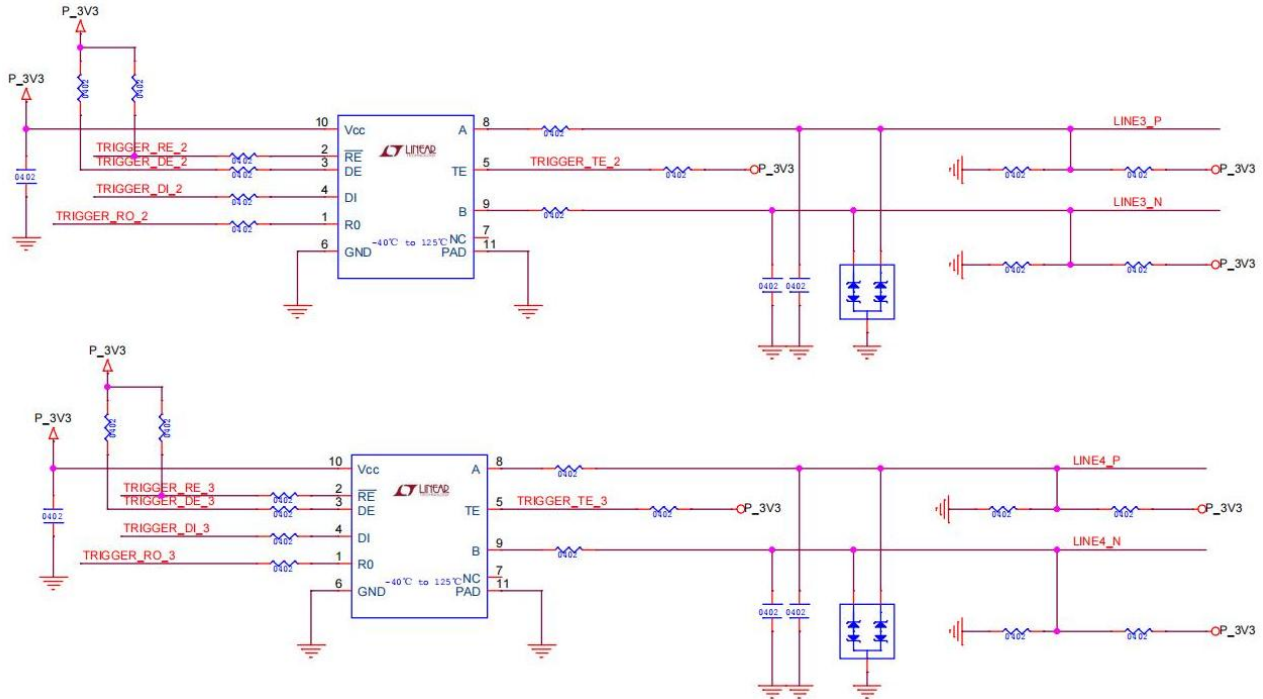 P_3V3
0402
0402
P_3V3
10 Vcc A 8 0402 LINE3_P
TRIGGER_RE_2 0402 2 RE LINEAR
TRIGGER_DE_2 0402 3 DE TE 5 TRIGGER_TE_2 0402 P_3V3 0402 0402 P_3V3
0402
TRIGGER_DI_2 0402 4 DI
B 9 0402 LINE3_N
TRIGGER_RO_2 0402 1 R0
-40℃ to 125℃ NC 7
6 GND PAD 11
0402 0402 P_3V3
0402 0402
P_3V3
0402
0402
P_3V3
10 Vcc A 8 0402 LINE4_P
TRIGGER_RE_3 0402 2 RE LINEAR
TRIGGER_DE_3 0402 3 DE TE 5 TRIGGER_TE_3 0402 P_3V3 0402 0402 P_3V3
0402
TRIGGER_DI_3 0402 4 DI
B 9 0402 LINE4_N
TRIGGER_RO_3 0402 1 R0
-40℃ to 125℃ NC 7
6 GND PAD 11
0402 0402
0402 0402 P_3V3